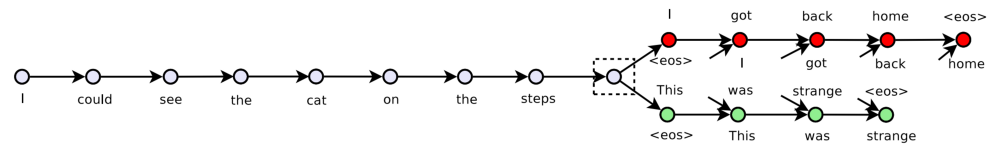 I got back home <eos>
<eos> I got back home
I could see the cat on the steps
This was strange <eos>
<eos> This was strange